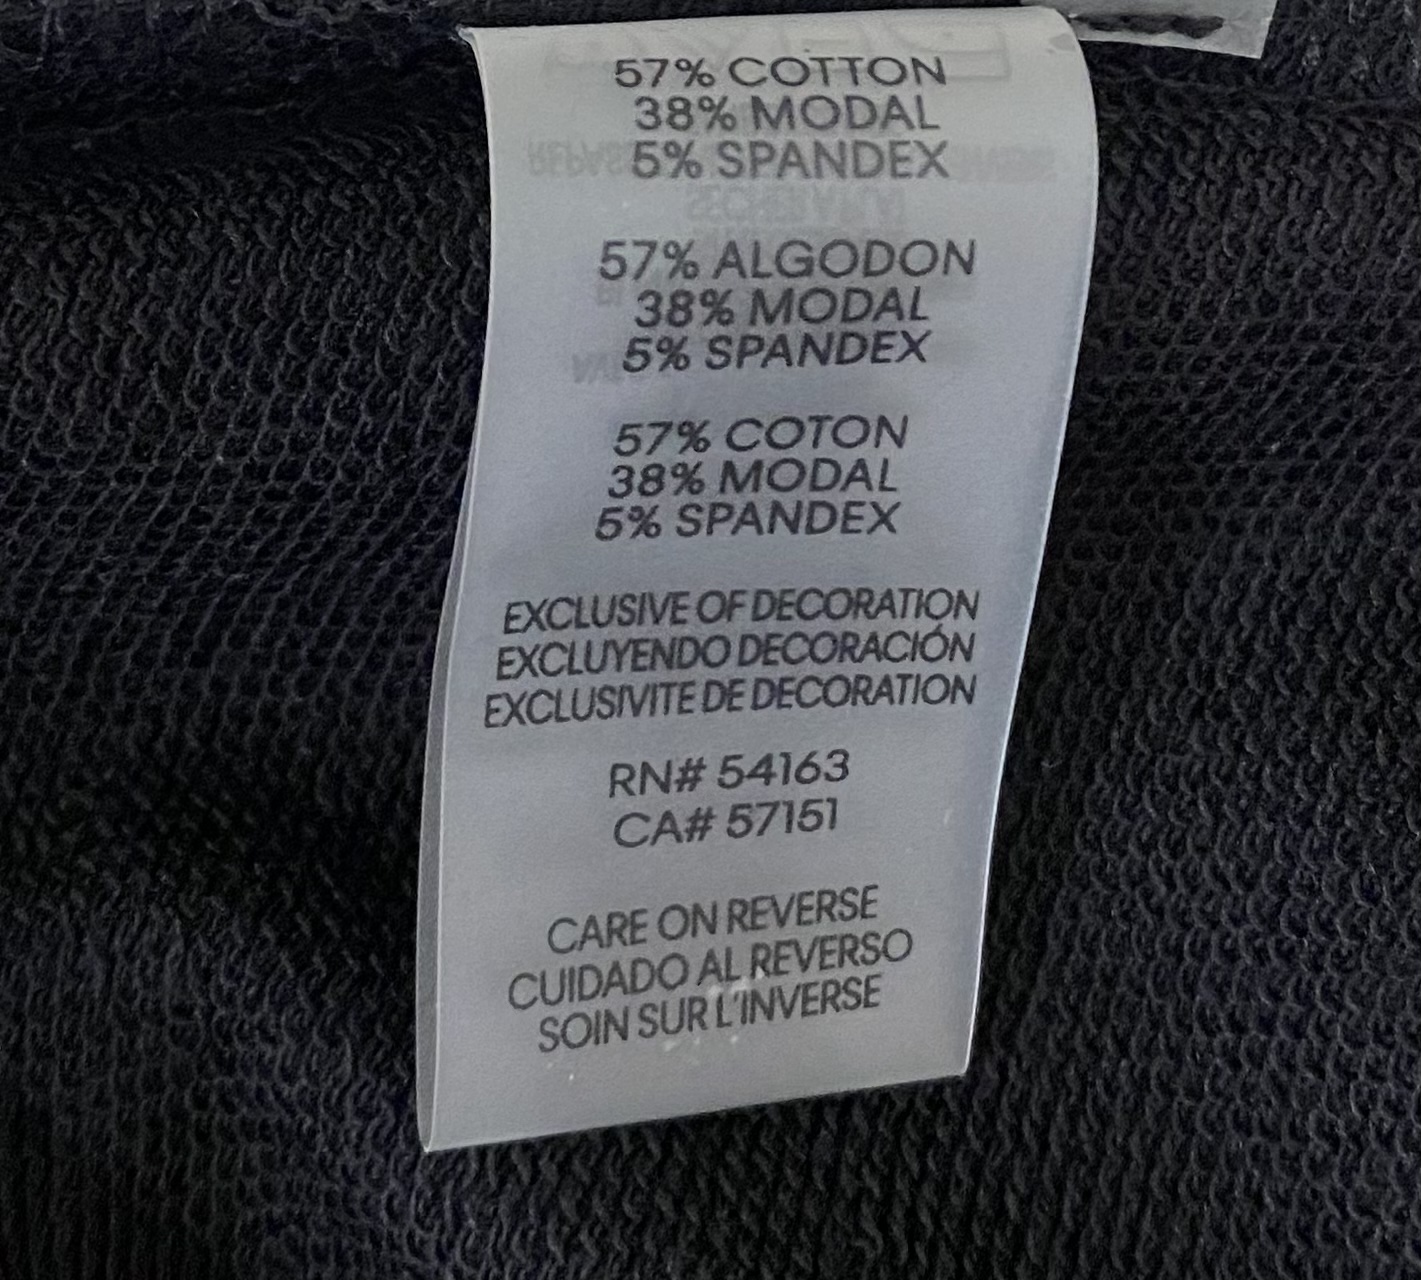 57% COTTON
38% MODAL
5% SPANDEX
57% ALGODON
38% MODAL
5% SPANDEX
57% COTON
38% MODAL
5% SPANDEX
EXCLUSIVE OF DECORATION
EXCLUYENDO DECORACIÓN
EXCLUSIVITE DE DECORATION
RN# 54163
CA# 57151
CARE ON REVERSE
CUIDADO AL REVERSO
SOIN SUR L'INVERSE